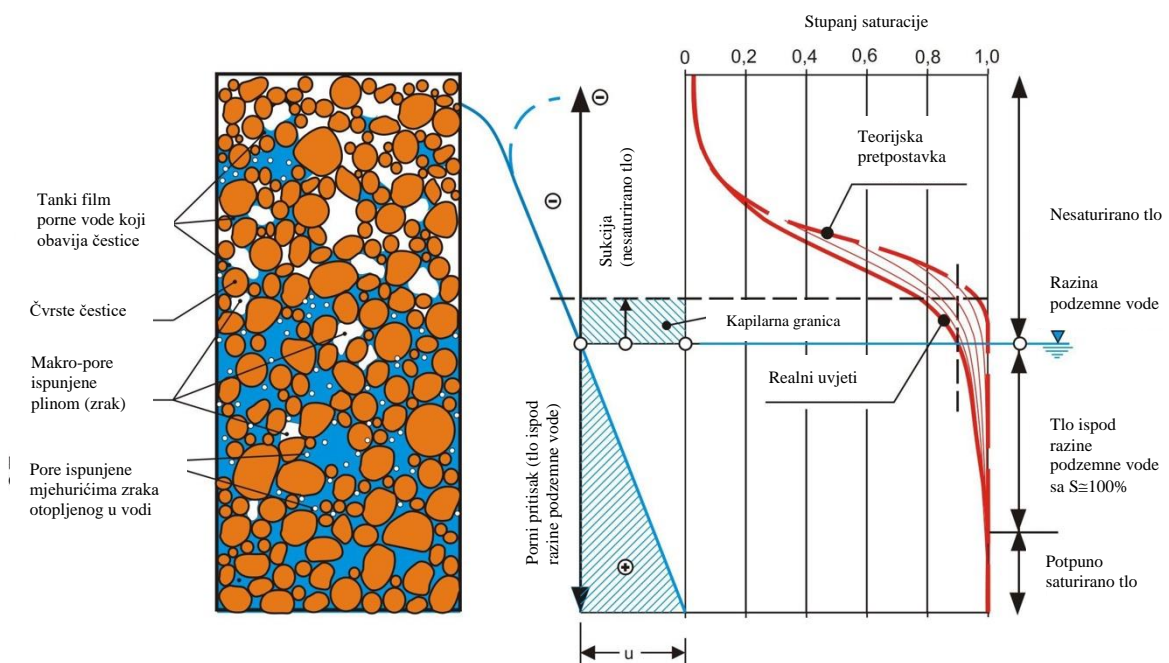 Stupanj saturacije
0 0,2 0,4 0,6 0,8 1,0
Tanki film
porne vode koji
obavija čestice
Čvrste čestice
Makro-pore
ispunjene
plinom (zrak)
Pore ispunjene
mjehurićima zraka
otopljenog u vodi
Sukcija
(nesaturirano tlo)
Porni pritisak (tlo ispod
razine podzemne vode)
u
Kapilarna granica
Teorijska
pretpostavka
Realni uvjeti
Nesaturirano tlo
Razina
podzemne vode
Tlo ispod
razine
podzemne vode
sa S≅100%
Potpuno
saturirano tlo